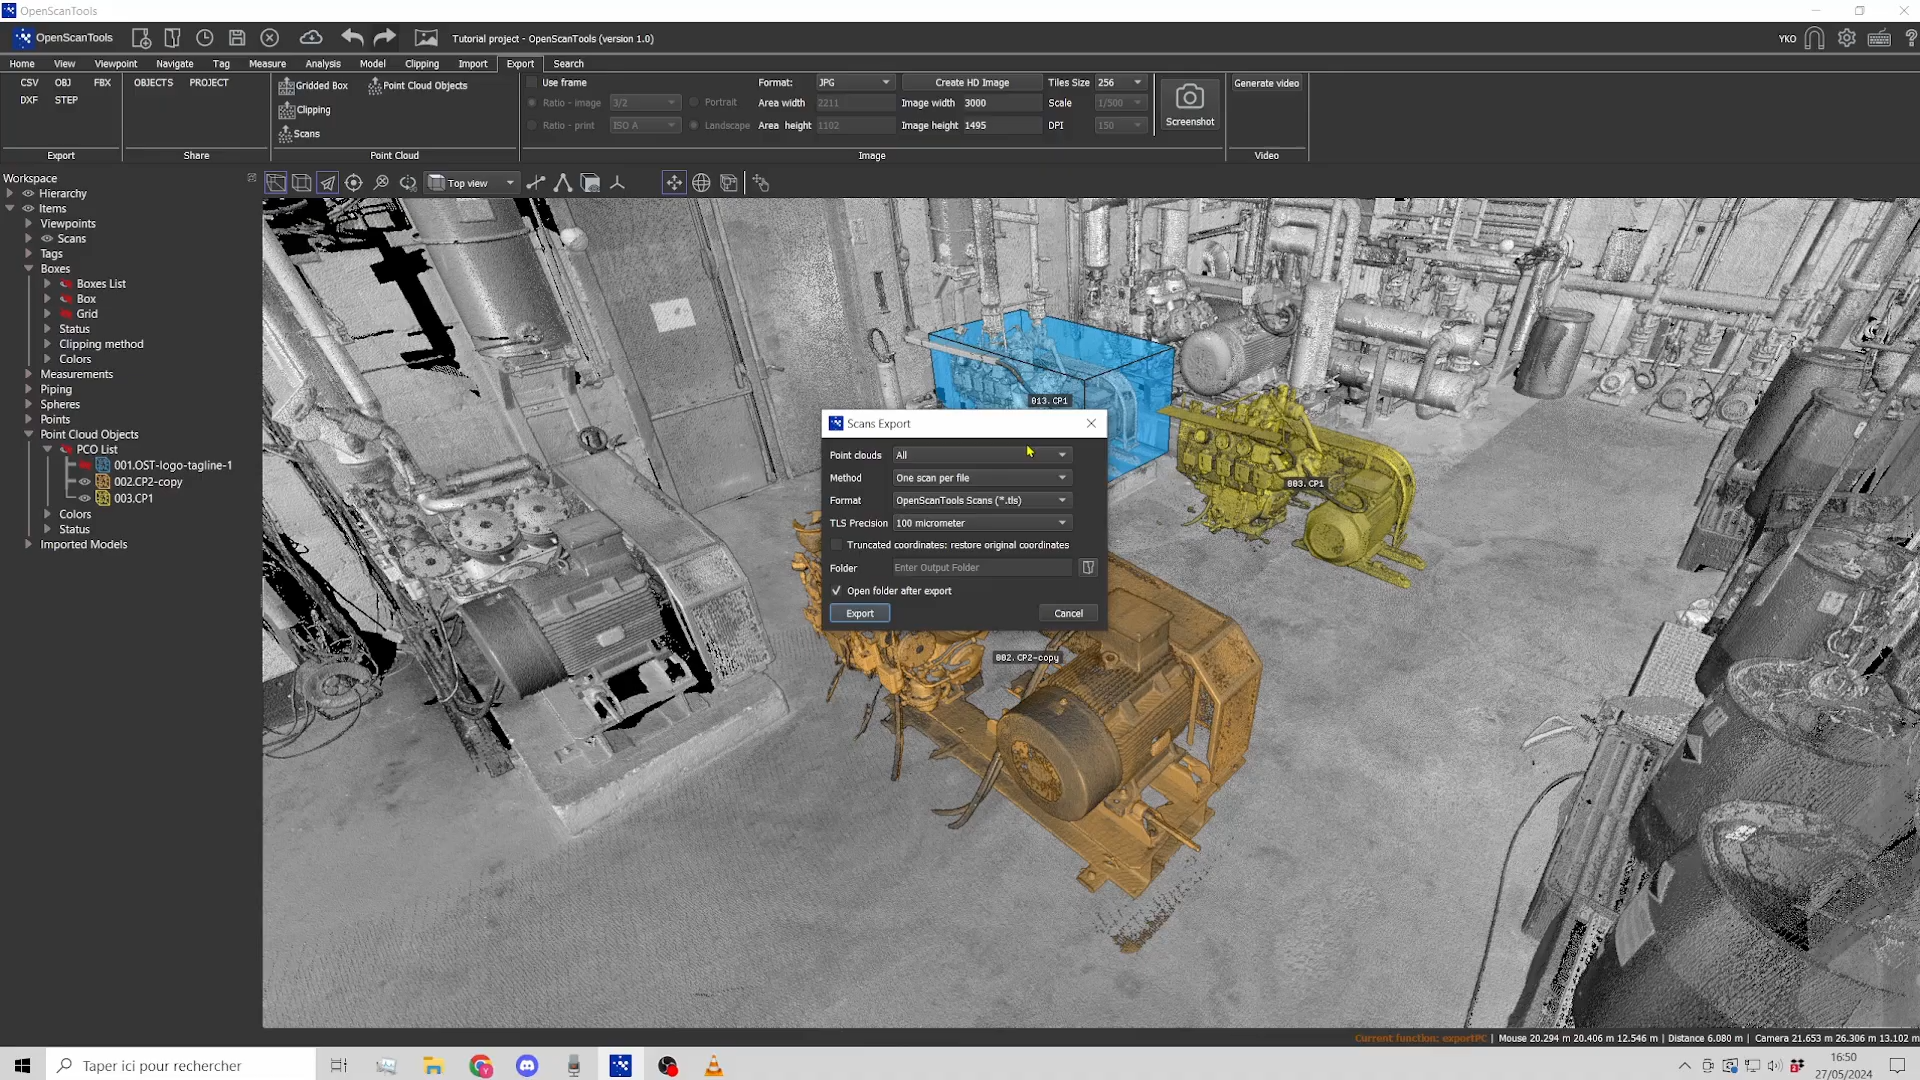 OpenScanTools
OpenScanTools
Tutorial project - OpenScanTools (version 1.0)
YKO
Home View Viewpoint Navigate Tag Measure Analysis Model Clipping Import Export Search
CSV OBJ FBX
DXF STEP
Export
OBJECTS PROJECT
Share
Gridded Box Point Cloud Objects
Clipping
Scans
Point Cloud
Use frame Format: JPG Create HD Image Tiles Size 256
Ratio - image 3/2 Portrait Area width 2211 Image width 3000 Scale 1/500
Ratio - print ISO A Landscape Area height 1102 Image height 1495 DPI 150
Image
Screenshot
Generate video
Video
Top view
Workspace
Hierarchy
Items
Viewpoints
Scans
Tags
Boxes
Boxes List
Box
Grid
Status
Clipping method
Colors
Measurements
Piping
Spheres
Points
Point Cloud Objects
PCO List
001.OST-logo-tagline-1
002.CP2-copy
003.CP1
Colors
Status
Imported Models
013.CP1
003.CP1
002.CP2-copy
Scans Export
Point clouds All
Method One scan per file
Format OpenScanTools Scans (*.tls)
TLS Precision 100 micrometer
Truncated coordinates: restore original coordinates
Folder Enter Output Folder
Open folder after export
Export Cancel
Current function: exportPC | Mouse 20.294 m 20.406 m 12.546 m | Distance 6.080 m | Camera 21.653 m 26.306 m 13.102 m
Taper ici pour rechercher
16:50
27/05/2024